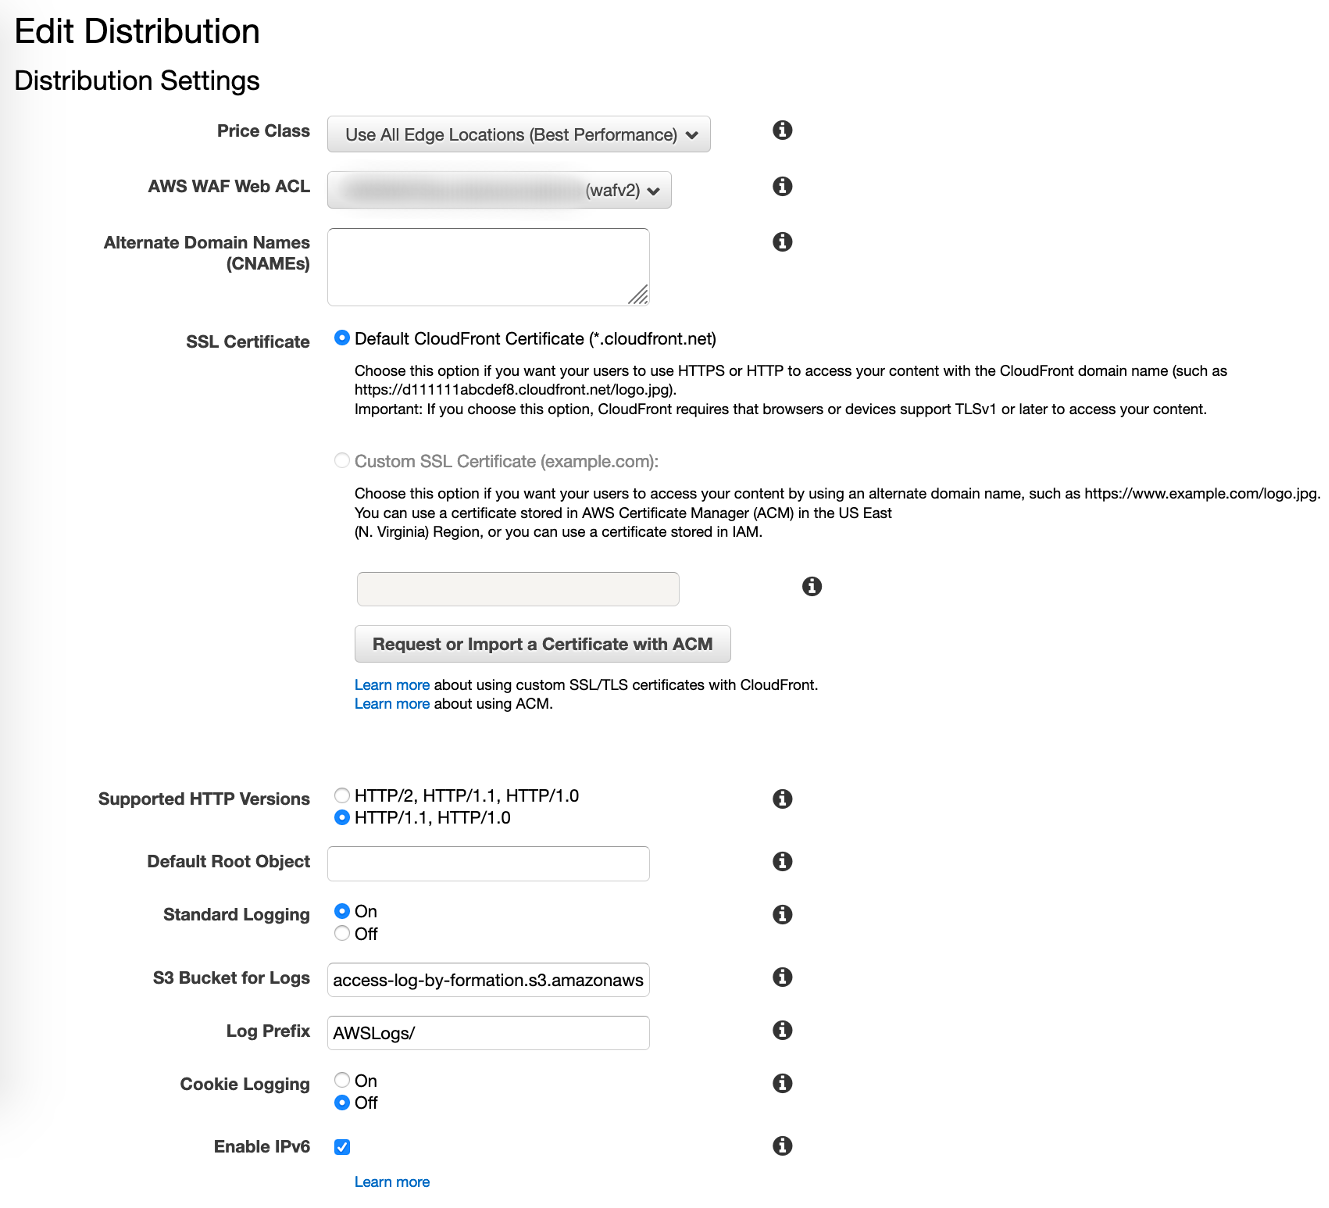 Edit Distribution
Distribution Settings
Price Class
Use All Edge Locations (Best Performance)
AWS WAF Web ACL
(wafv2)
Alternate Domain Names
(CNAMEs)
SSL Certificate
Default CloudFront Certificate (*.cloudfront.net)
Choose this option if you want your users to use HTTPS or HTTP to access your content with the CloudFront domain name (such as
https://d111111abcdef8.cloudfront.net/logo.jpg).
Important: If you choose this option, CloudFront requires that browsers or devices support TLSv1 or later to access your content.
Custom SSL Certificate (example.com):
Choose this option if you want your users to access your content by using an alternate domain name, such as https://www.example.com/logo.jpg.
You can use a certificate stored in AWS Certificate Manager (ACM) in the US East
(N. Virginia) Region, or you can use a certificate stored in IAM.
Request or Import a Certificate with ACM
Learn more about using custom SSL/TLS certificates with CloudFront.
Learn more about using ACM.
Supported HTTP Versions
HTTP/2, HTTP/1.1, HTTP/1.0
HTTP/1.1, HTTP/1.0
Default Root Object
Standard Logging
On
Off
S3 Bucket for Logs
access-log-by-formation.s3.amazonaws
Log Prefix
AWSLogs/
Cookie Logging
On
Off
Enable IPv6
Learn more